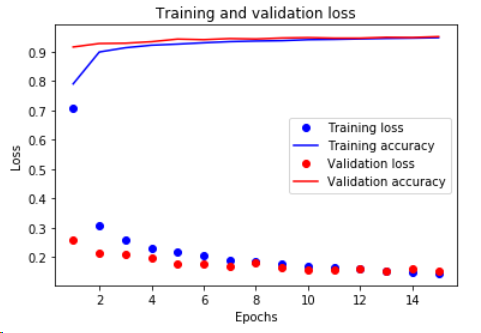 Training and validation loss
0.9
0.8
0.7
0.6
0.5
0.4
0.3
0.2
Loss
Training loss
Training accuracy
Validation loss
Validation accuracy
2 4 6 8 10 12 14
Epochs